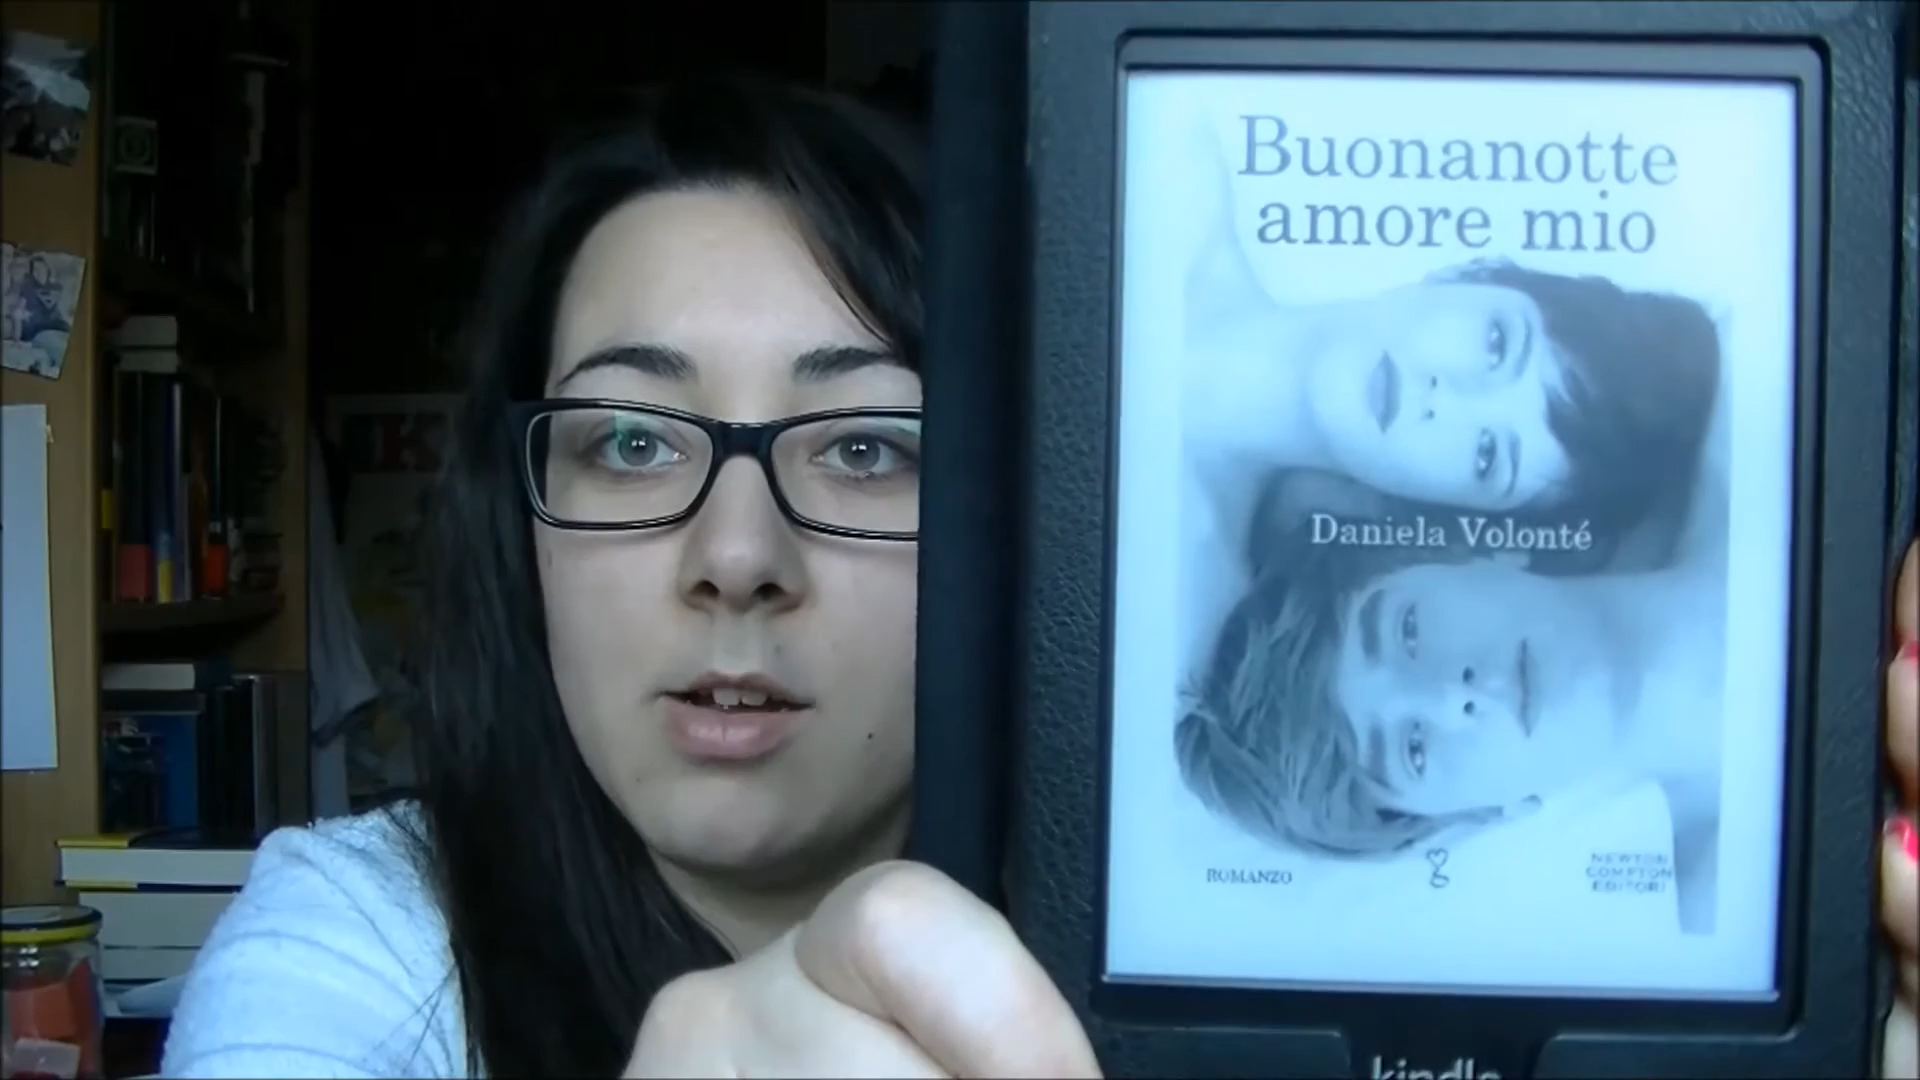 Buonanotte
amore mio
Daniela Volonté
ROMANZO
NEWTON
COMPTON
EDITORI
kindle